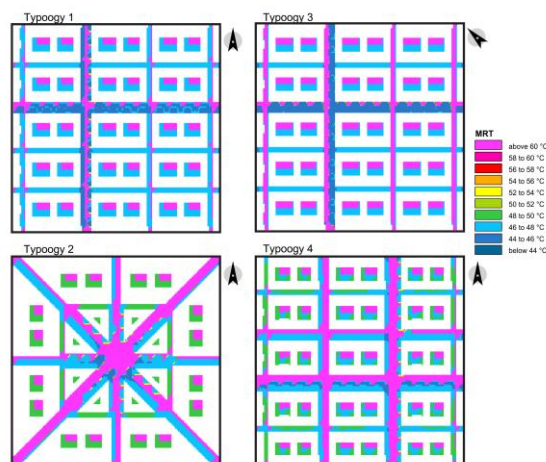 Typoogy 1
Typoogy 3
MRT
above 60 °C
58 to 60 °C
56 to 58 °C
54 to 56 °C
52 to 54 °C
50 to 52 °C
48 to 50 °C
46 to 48 °C
44 to 46 °C
below 44 °C
Typoogy 2
Typoogy 4